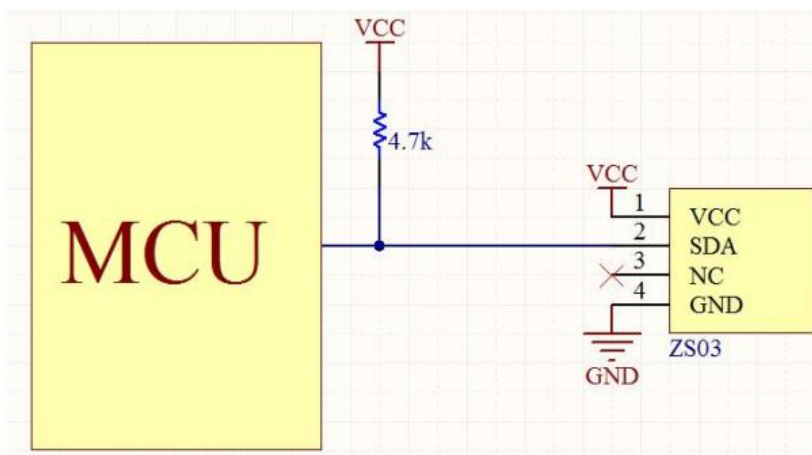 VCC
4.7k
MCU
VCC
1 VCC
2 SDA
3 NC
4 GND
ZS03
GND